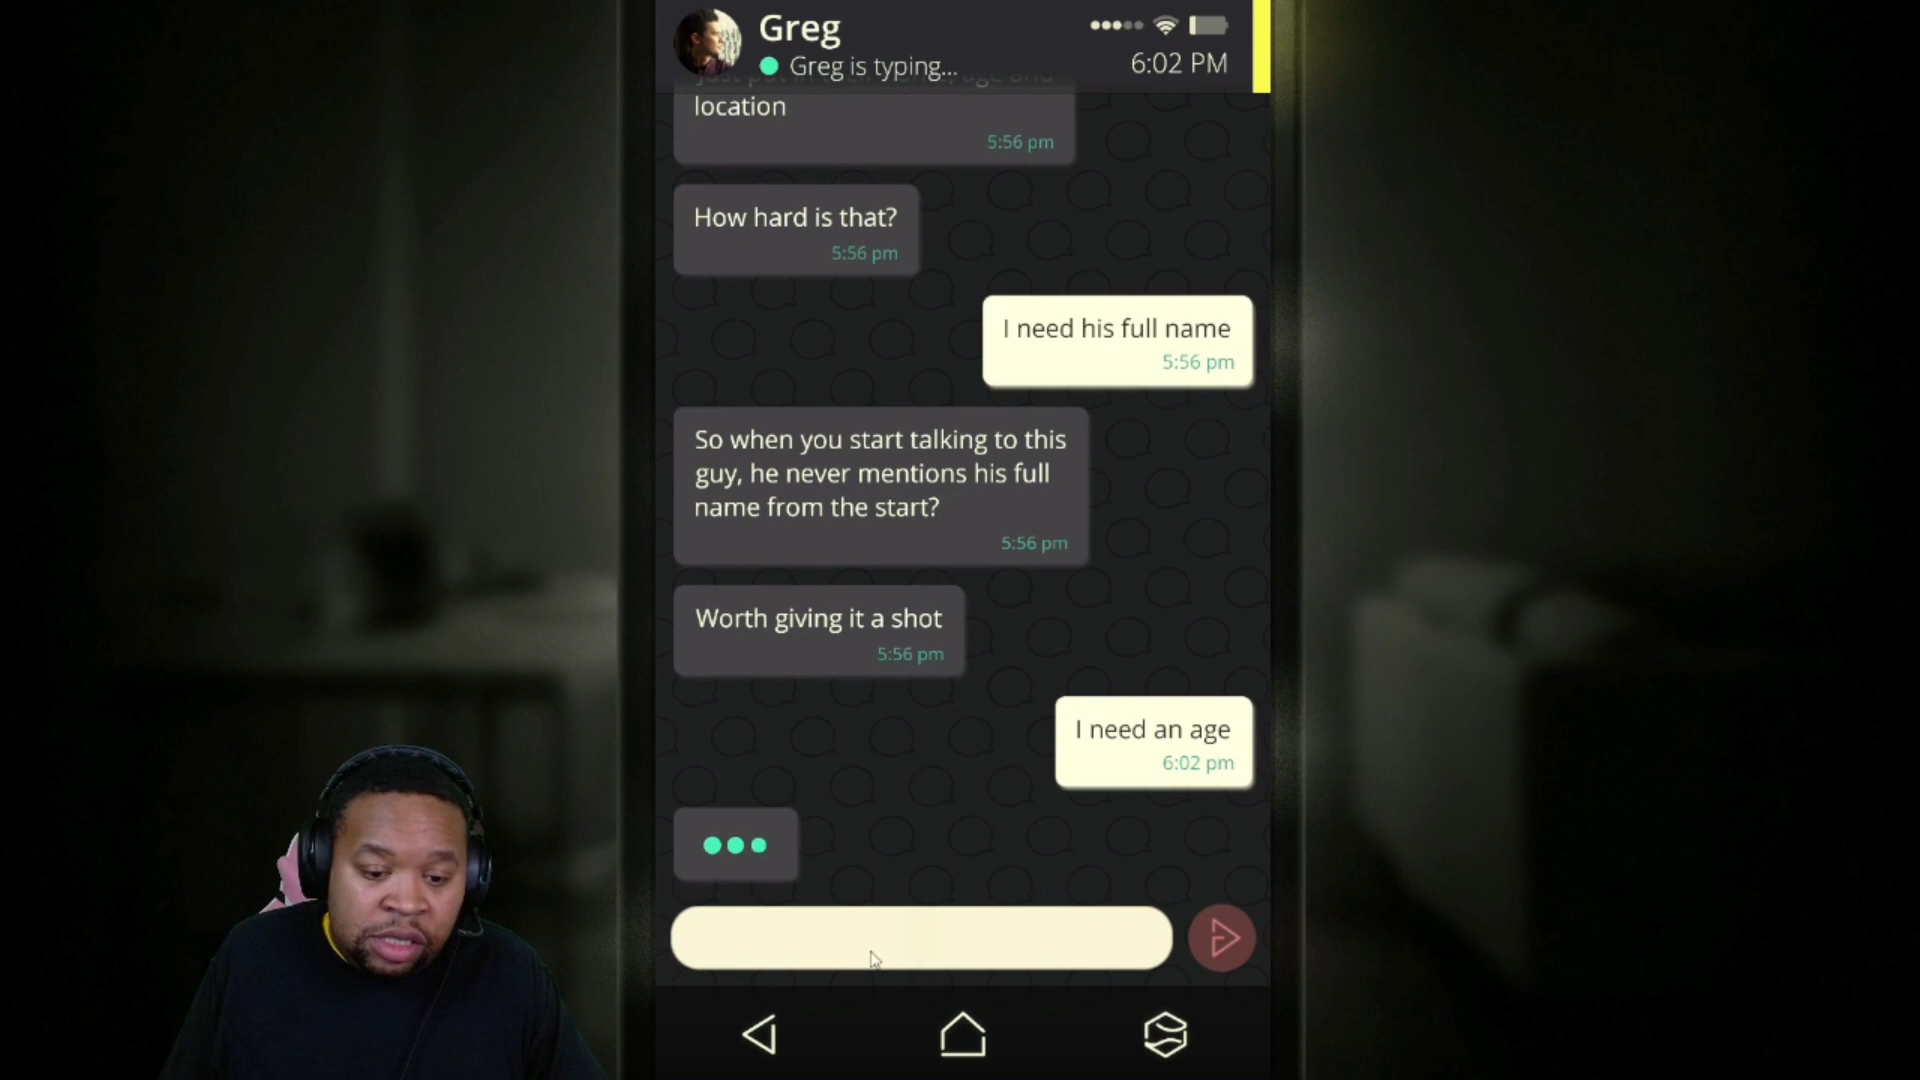 Greg
Greg is typing...
6:02 PM
location
5:56 pm
How hard is that?
5:56 pm
I need his full name
5:56 pm
So when you start talking to this
guy, he never mentions his full
name from the start?
5:56 pm
Worth giving it a shot
5:56 pm
I need an age
6:02 pm